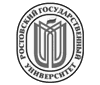 РОСТОВСКИЙ ГОСУДАРСТВЕННЫЙ
УНИВЕРСИТЕТ